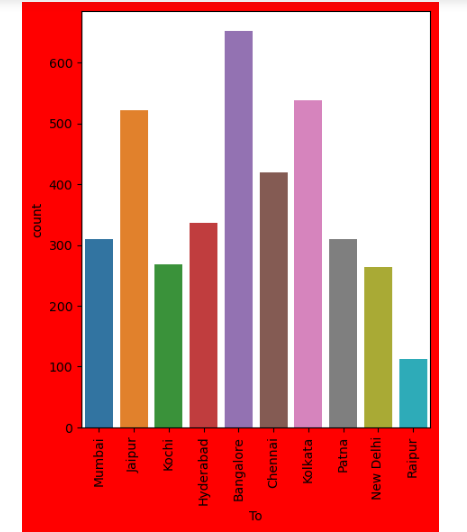 600
500
400
300
200
100
0
count
Mumbai
Jaipur
Kochi
Hyderabad
Bangalore
Chennai
Kolkata
Patna
New Delhi
Raipur
To